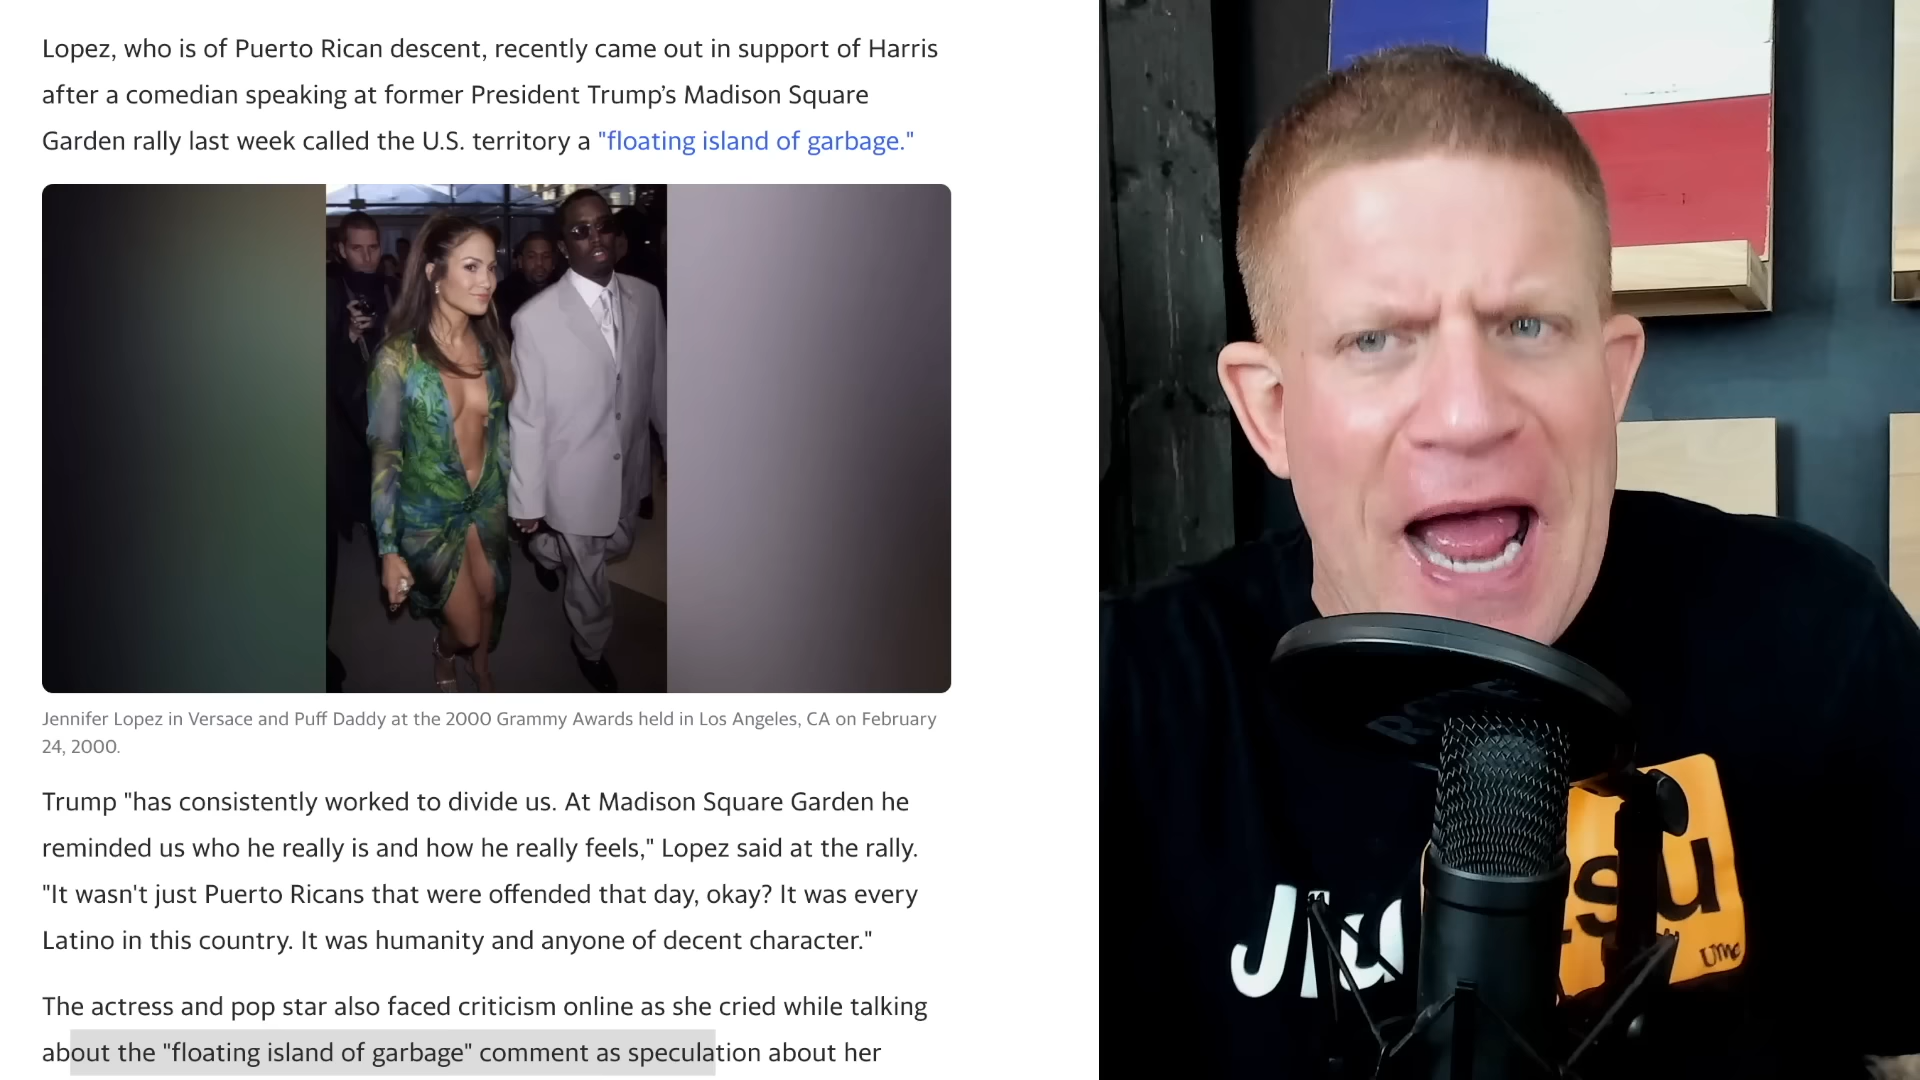 Lopez, who is of Puerto Rican descent, recently came out in support of Harris
after a comedian speaking at former President Trump’s Madison Square
Garden rally last week called the U.S. territory a "floating island of garbage."
Jennifer Lopez in Versace and Puff Daddy at the 2000 Grammy Awards held in Los Angeles, CA on February
24, 2000.
Trump "has consistently worked to divide us. At Madison Square Garden he
reminded us who he really is and how he really feels," Lopez said at the rally.
"It wasn't just Puerto Ricans that were offended that day, okay? It was every
Latino in this country. It was humanity and anyone of decent character."
The actress and pop star also faced criticism online as she cried while talking
about the "floating island of garbage" comment as speculation about her